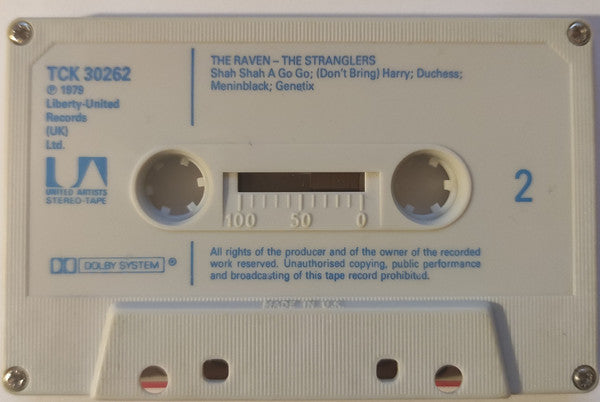 THE RAVEN – THE STRANGLERS
Shah Shah A Go Go; (Don't Bring) Harry; Duchess;
Meninblack; Genetix
TCK 30262
℗ 1979
Liberty-United
Records
(UK)
Ltd.
UA
UNITED ARTISTS
STEREO-TAPE
100 50 0
2
DOLBY SYSTEM ®
All rights of the producer and of the owner of the recorded
work reserved. Unauthorised copying, public performance
and broadcasting of this tape record prohibited.
MADE IN U.K.